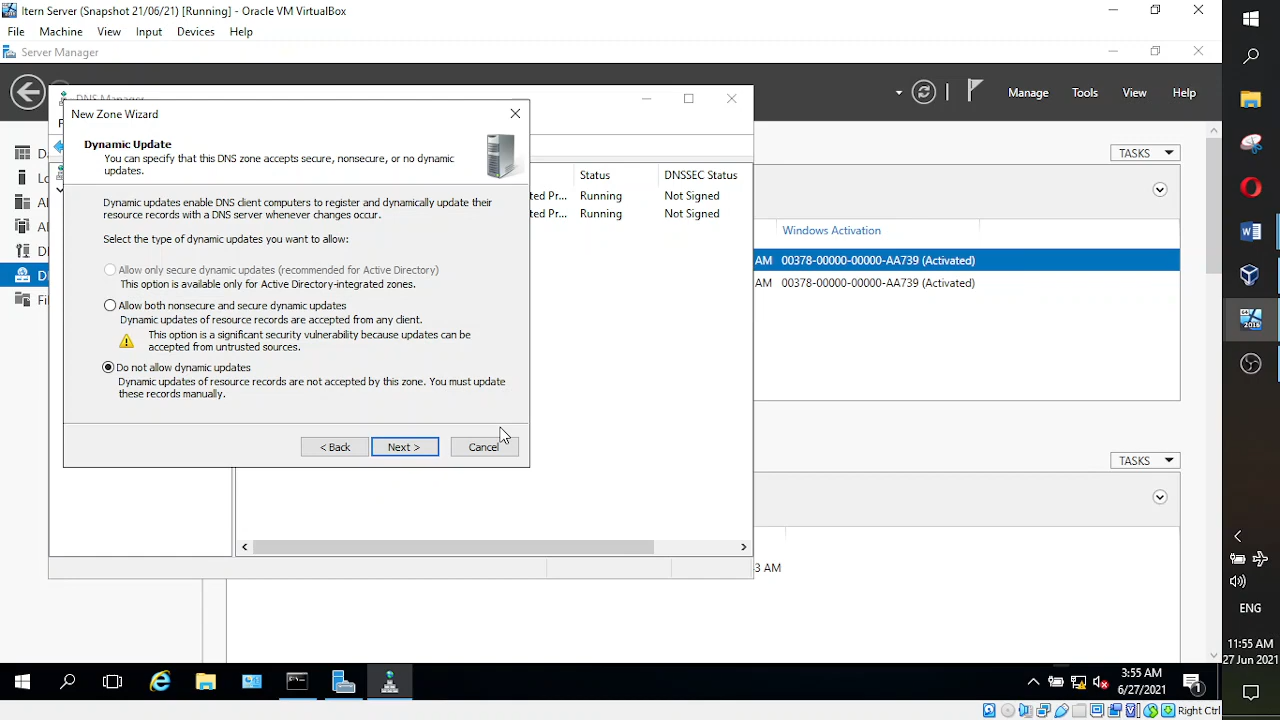 Itern Server (Snapshot 21/06/21) [Running] - Oracle VM VirtualBox
File Machine View Input Devices Help
Server Manager
Manage Tools View Help
DNS Manager
New Zone Wizard
Dynamic Update
You can specify that this DNS zone accepts secure, nonsecure, or no dynamic
updates.
Dynamic updates enable DNS client computers to register and dynamically update their
resource records with a DNS server whenever changes occur.
Select the type of dynamic updates you want to allow:
Allow only secure dynamic updates (recommended for Active Directory)
This option is available only for Active Directory-integrated zones.
Allow both nonsecure and secure dynamic updates
Dynamic updates of resource records are accepted from any client.
This option is a significant security vulnerability because updates can be
accepted from untrusted sources.
Do not allow dynamic updates
Dynamic updates of resource records are not accepted by this zone. You must update
these records manually.
< Back Next > Cancel
Status DNSSEC Status
ted Pr... Running Not Signed
ted Pr... Running Not Signed
TASKS
Windows Activation
AM 00378-00000-00000-AA739 (Activated)
AM 00378-00000-00000-AA739 (Activated)
TASKS
3 AM
3:55 AM
6/27/2021
1
Right Ctrl
ENG
11:55 AM
27 Jun 2021